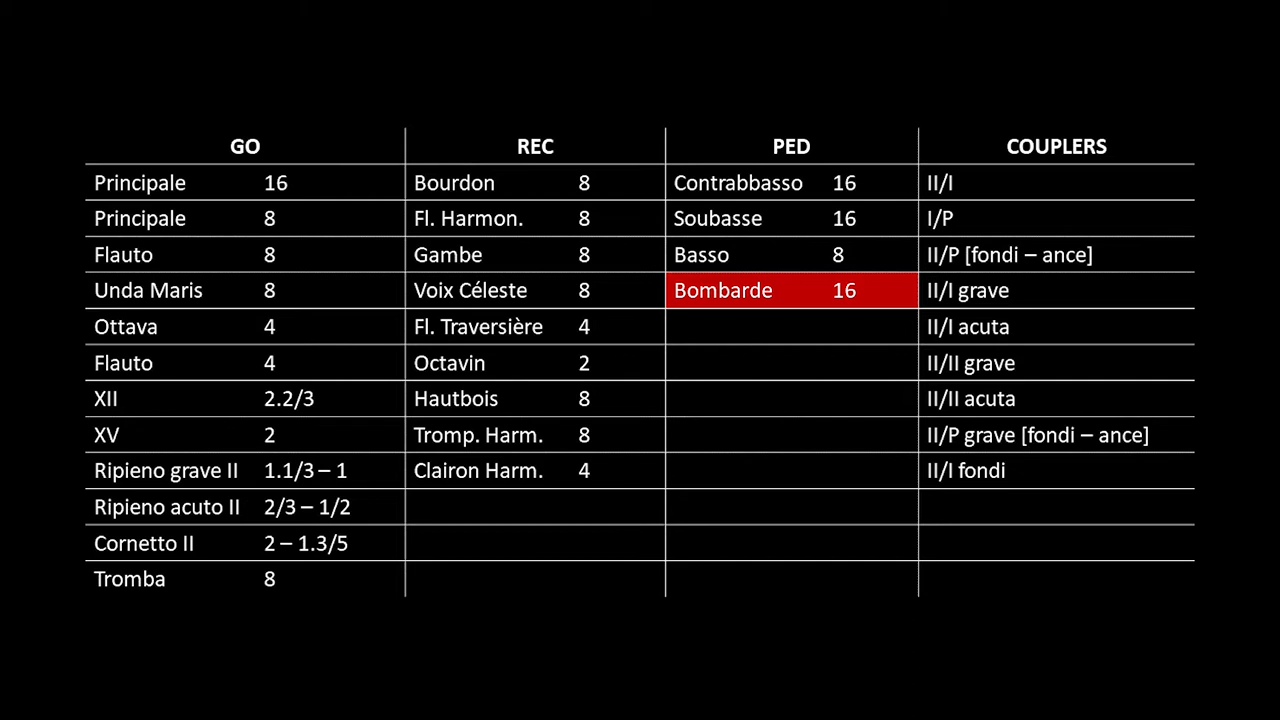 GO REC PED COUPLERS
Principale 16 Bourdon 8 Contrabbasso 16 II/I
Principale 8 Fl. Harmon. 8 Soubasse 16 I/P
Flauto 8 Gambe 8 Basso 8 II/P [fondi – ance]
Unda Maris 8 Voix Céleste 8 Bombarde 16 II/I grave
Ottava 4 Fl. Traversière 4 II/I acuta
Flauto 4 Octavin 2 II/II grave
XII 2.2/3 Hautbois 8 II/II acuta
XV 2 Tromp. Harm. 8 II/P grave [fondi – ance]
Ripieno grave II 1.1/3 – 1 Clairon Harm. 4 II/I fondi
Ripieno acuto II 2/3 – 1/2
Cornetto II 2 – 1.3/5
Tromba 8